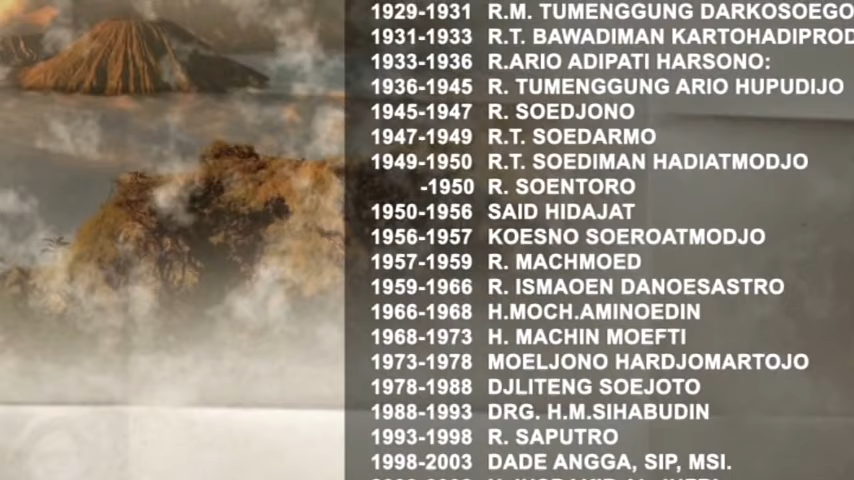 1929-1931 R.M. TUMENGGUNG DARKOSOEGO
1931-1933 R.T. BAWADIMAN KARTOHADIPROD
1933-1936 R.ARIO ADIPATI HARSONO:
1936-1945 R. TUMENGGUNG ARIO HUPUDIJO
1945-1947 R. SOEDJONO
1947-1949 R.T. SOEDARMO
1949-1950 R.T. SOEDIMAN HADIATMODJO
-1950 R. SOENTORO
1950-1956 SAID HIDAJAT
1956-1957 KOESNO SOEROATMODJO
1957-1959 R. MACHMOED
1959-1966 R. ISMAOEN DANOESASTRO
1966-1968 H.MOCH.AMINOEDIN
1968-1973 H. MACHIN MOEFTI
1973-1978 MOELJONO HARDJOMARTOJO
1978-1988 DJLITENG SOEJOTO
1988-1993 DRG. H.M.SIHABUDIN
1993-1998 R. SAPUTRO
1998-2003 DADE ANGGA, SIP, MSI.